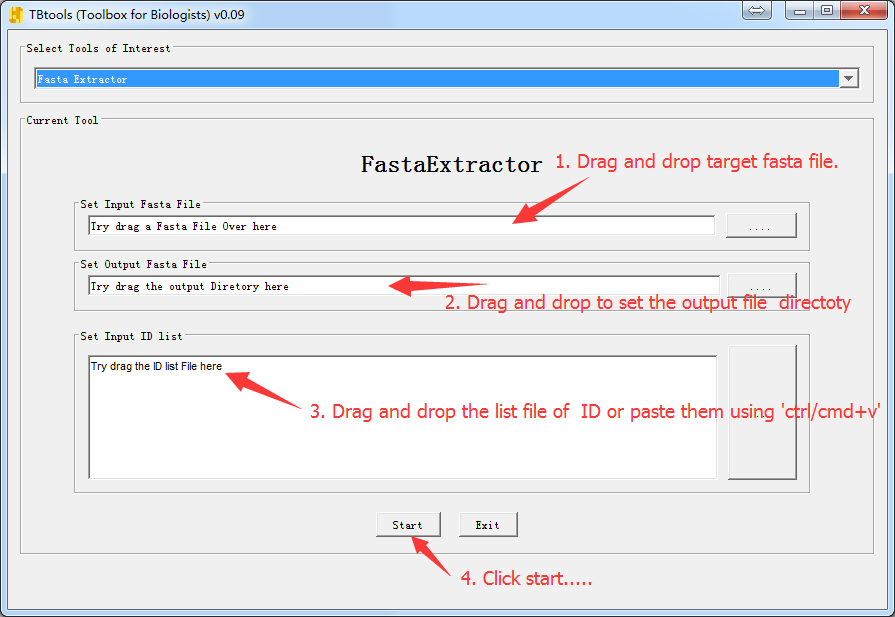 TBtools (Toolbox for Biologists) v0.09
Select Tools of Interest
Fasta Extractor
Current Tool
FastaExtractor
1. Drag and drop target fasta file.
Set Input Fasta File
Try drag a Fasta File Over here
....
Set Output Fasta File
Try drag the output Diretory here
....
2. Drag and drop to set the output file directoty
Set Input ID list
Try drag the ID list File here
3. Drag and drop the list file of ID or paste them using 'ctrl/cmd+v'
Start
Exit
4. Click start.....